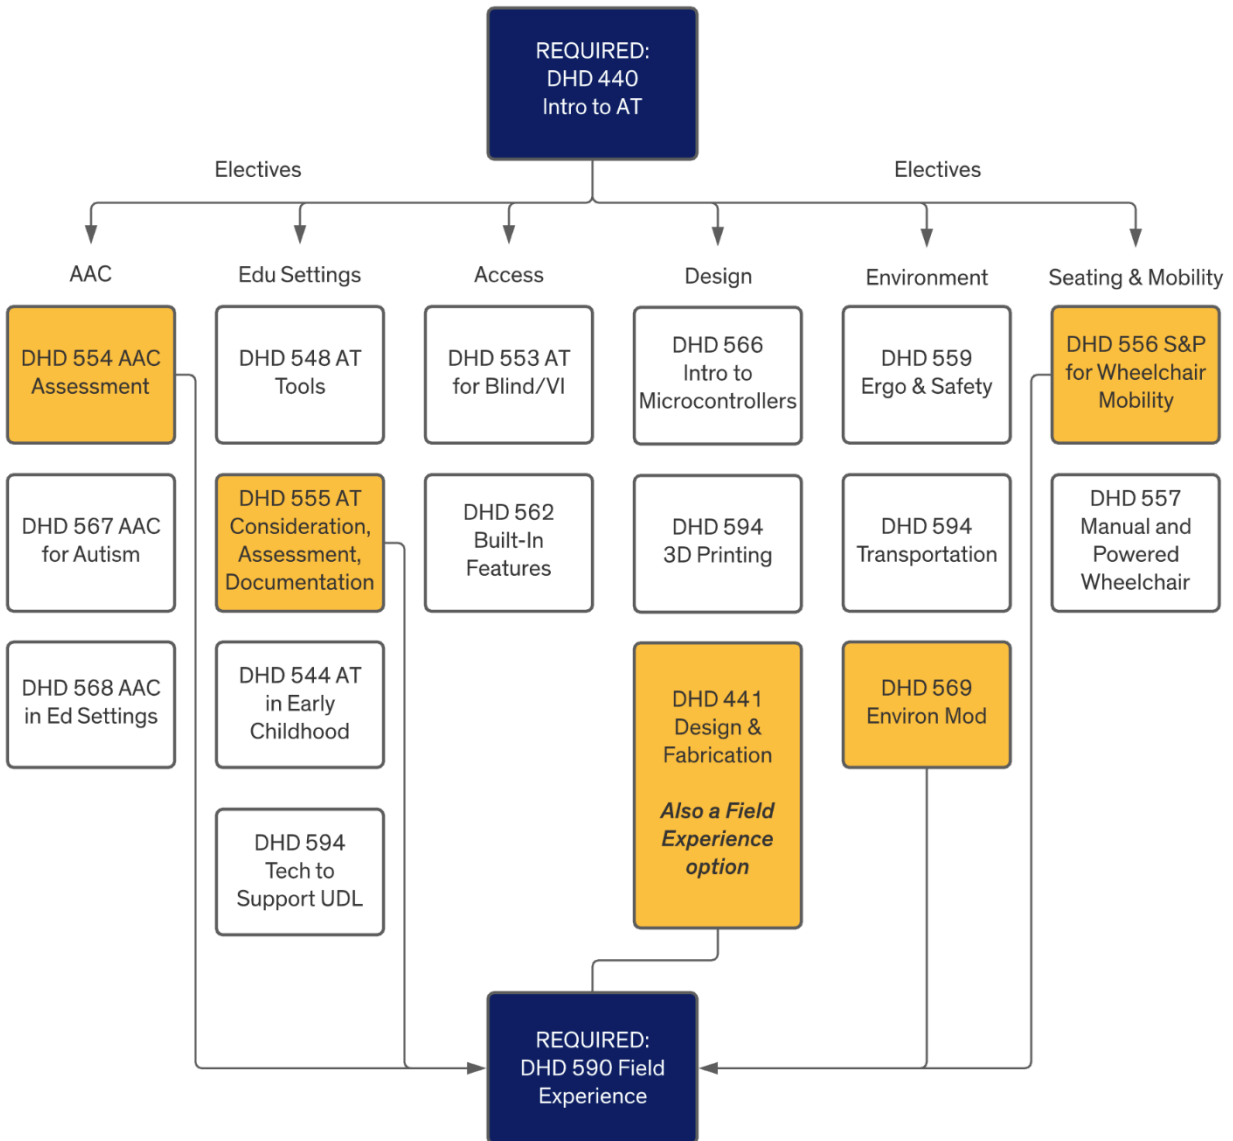 REQUIRED:
DHD 440
Intro to AT
Electives
Electives
AAC
Edu Settings
Access
Design
Environment
Seating & Mobility
DHD 554 AAC
Assessment
DHD 548 AT
Tools
DHD 553 AT
for Blind/VI
DHD 566
Intro to
Microcontrollers
DHD 559
Ergo & Safety
DHD 556 S&P
for Wheelchair
Mobility
DHD 567 AAC
for Autism
DHD 555 AT
Consideration,
Assessment,
Documentation
DHD 562
Built-In
Features
DHD 594
3D Printing
DHD 594
Transportation
DHD 557
Manual and
Powered
Wheelchair
DHD 568 AAC
in Ed Settings
DHD 544 AT
in Early
Childhood
DHD 441
Design &
Fabrication
Also a Field
Experience
option
DHD 569
Environ Mod
DHD 594
Tech to
Support UDL
REQUIRED:
DHD 590 Field
Experience